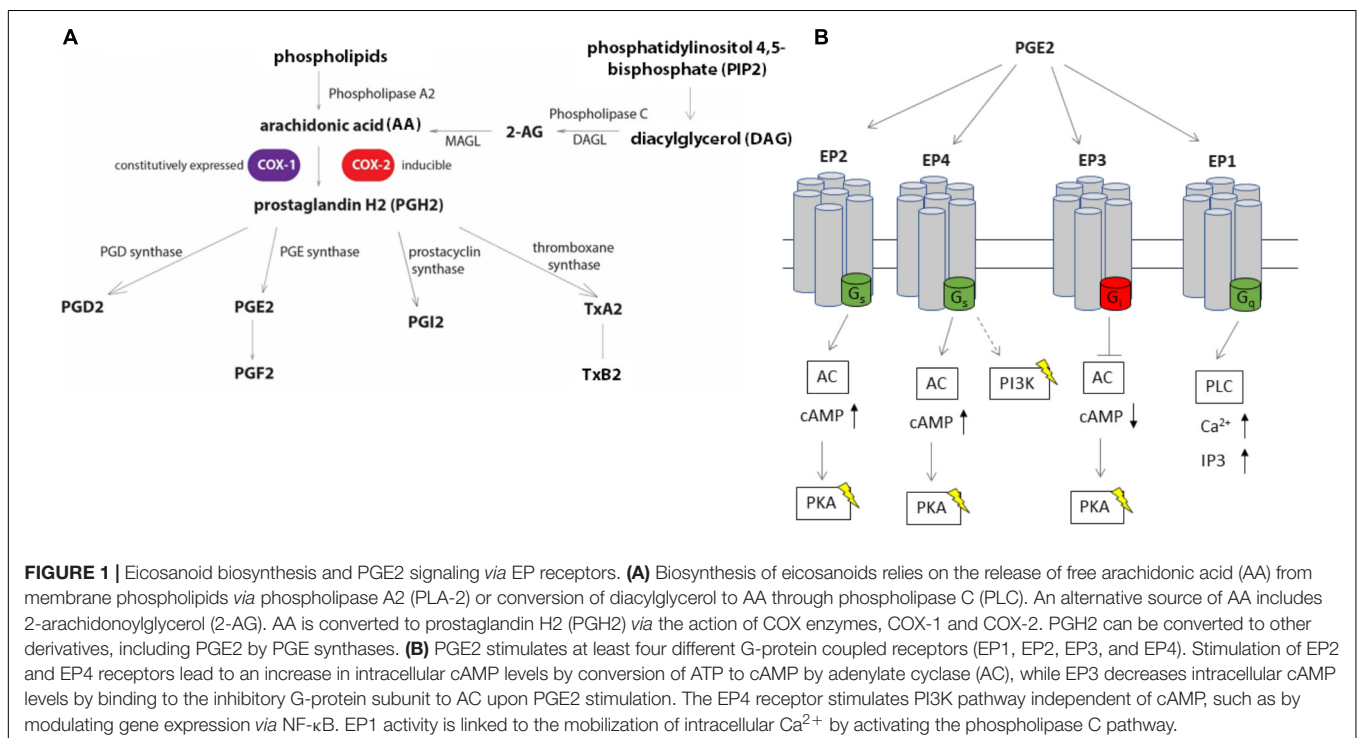 A
phospholipids
phosphatidylinositol 4,5-
bisphosphate (PIP2)
Phospholipase A2
Phospholipase C
arachidonic acid (AA)
MAGL
2-AG
DAGL
diacylglycerol (DAG)
constitutively expressed
COX-1
COX-2
inducible
prostaglandin H2 (PGH2)
PGD synthase
PGE synthase
prostacyclin
synthase
thromboxane
synthase
PGD2
PGE2
PGI2
TxA2
PGF2
TxB2
B
PGE2
EP2
EP4
EP3
EP1
Gs
Gs
Gi
Gq
AC
AC
PI3K
AC
PLC
cAMP
cAMP
cAMP
Ca2+
IP3
PKA
PKA
PKA
FIGURE 1 | Eicosanoid biosynthesis and PGE2 signaling via EP receptors. (A) Biosynthesis of eicosanoids relies on the release of free arachidonic acid (AA) from
membrane phospholipids via phospholipase A2 (PLA-2) or conversion of diacylglycerol to AA through phospholipase C (PLC). An alternative source of AA includes
2-arachidonoylglycerol (2-AG). AA is converted to prostaglandin H2 (PGH2) via the action of COX enzymes, COX-1 and COX-2. PGH2 can be converted to other
derivatives, including PGE2 by PGE synthases. (B) PGE2 stimulates at least four different G-protein coupled receptors (EP1, EP2, EP3, and EP4). Stimulation of EP2
and EP4 receptors lead to an increase in intracellular cAMP levels by conversion of ATP to cAMP by adenylate cyclase (AC), while EP3 decreases intracellular cAMP
levels by binding to the inhibitory G-protein subunit to AC upon PGE2 stimulation. The EP4 receptor stimulates PI3K pathway independent of cAMP, such as by
modulating gene expression via NF-κB. EP1 activity is linked to the mobilization of intracellular Ca2+ by activating the phospholipase C pathway.